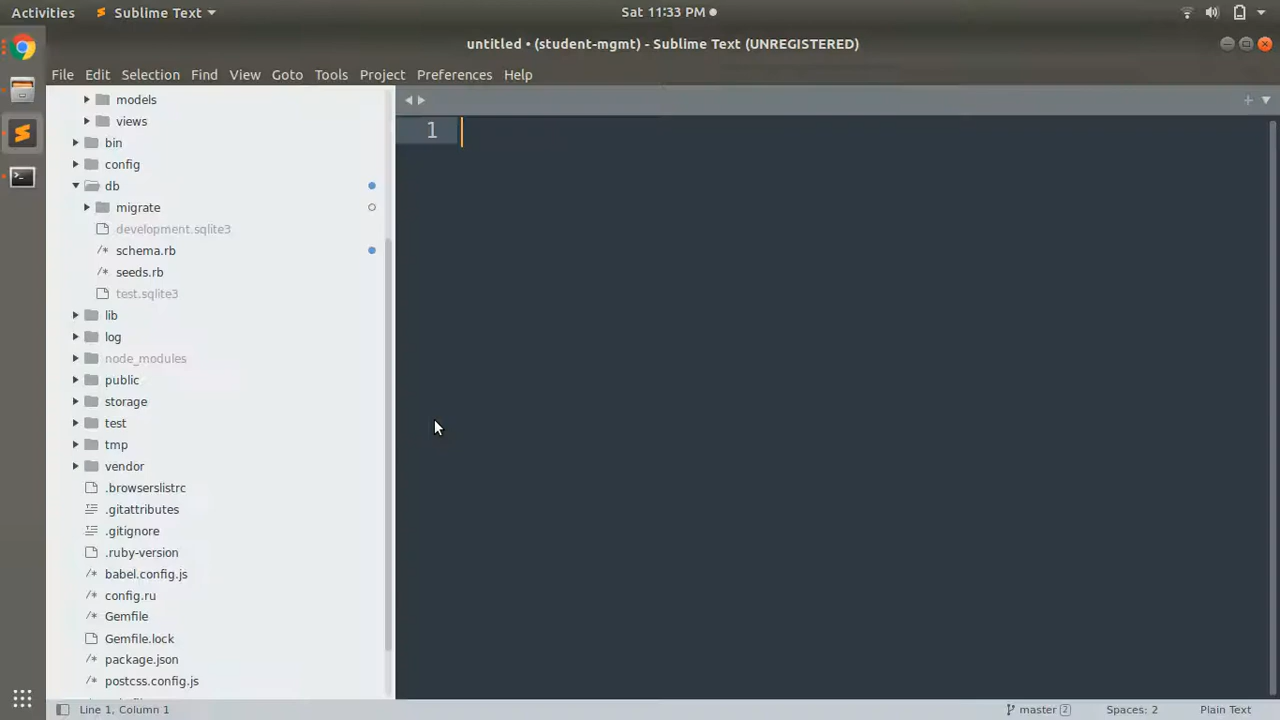 Activities Sublime Text Sat 11:33 PM
untitled • (student-mgmt) - Sublime Text (UNREGISTERED)
File Edit Selection Find View Goto Tools Project Preferences Help
models
views
bin
config
db
migrate
development.sqlite3
schema.rb
seeds.rb
test.sqlite3
lib
log
node_modules
public
storage
test
tmp
vendor
.browserslistrc
.gitattributes
.gitignore
.ruby-version
babel.config.js
config.ru
Gemfile
Gemfile.lock
package.json
postcss.config.js
1
Line 1, Column 1 master 2 Spaces: 2 Plain Text